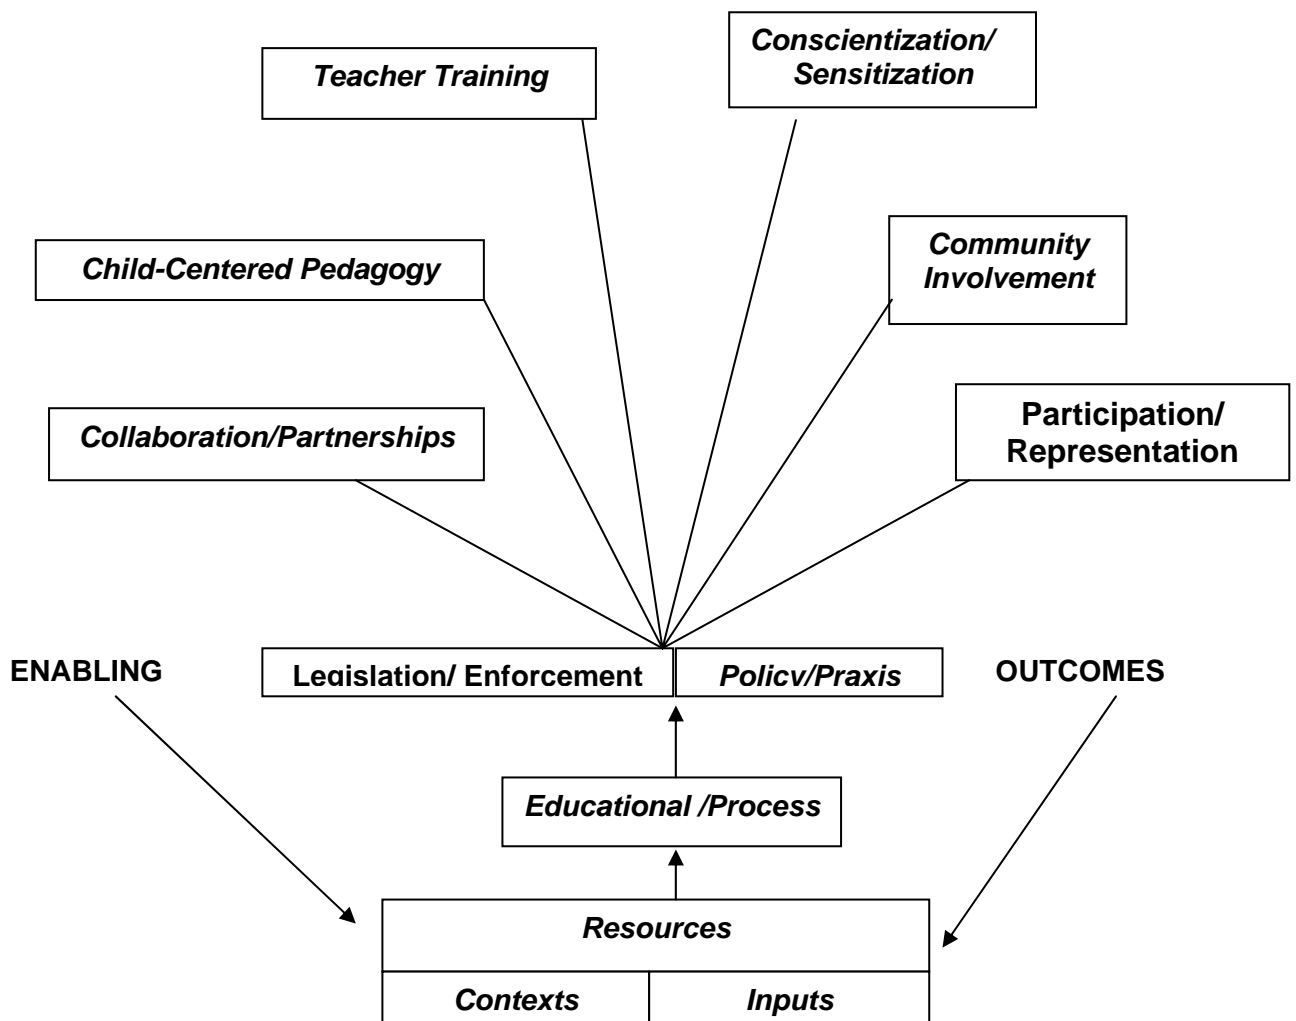 Conscientization/
Sensitization
Teacher Training
Community
Involvement
Child-Centered Pedagogy
Participation/
Representation
Collaboration/Partnerships
ENABLING
Legislation/ Enforcement
Policy/Praxis
OUTCOMES
Educational /Process
Resources
Contexts
Inputs